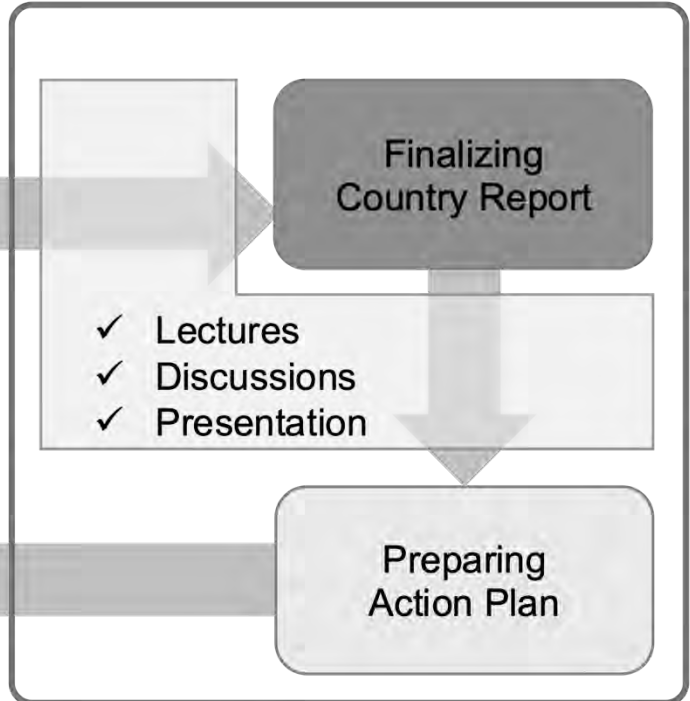 Finalizing
Country Report
✓ Lectures
✓ Discussions
✓ Presentation
Preparing
Action Plan